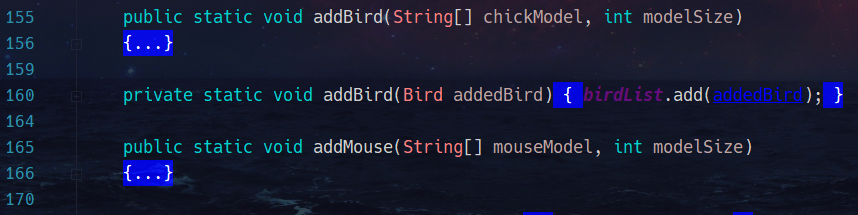 155 public static void addBird(String[] chickModel, int modelSize)
156 {...}
159
160 private static void addBird(Bird addedBird) { birdList.add(addedBird); }
164
165 public static void addMouse(String[] mouseModel, int modelSize)
166 {...}
170